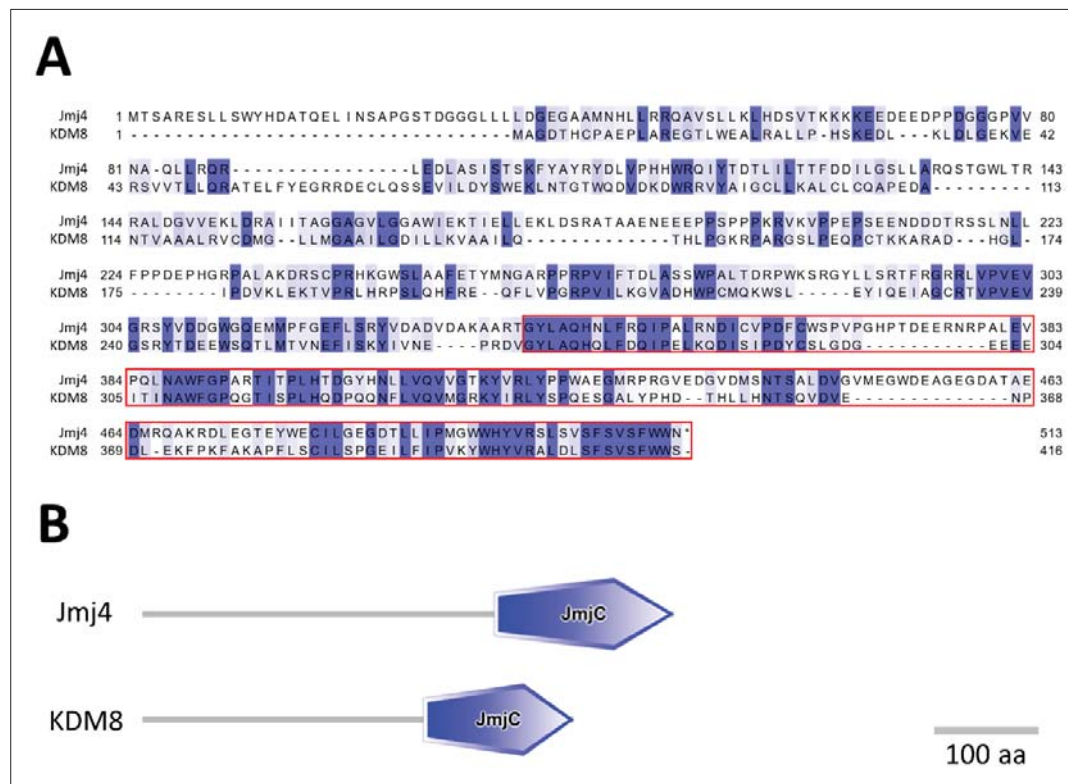 A
Jmj4 1 MTSARESLLSWYHDATQELINSAPGSTDGGGLLLLDGEGAAMNHLLRRQAVSLLKLHDSVTKKKKEEDEEDPPDGGGPVV 80
KDM8 1 ----------------------------------MAGDTHCPAEPLAREGTLWEALRALLP-HSKEDL---KLDLGEKVE 42
Jmj4 81 NA-QLLRQR----------------LEDLASISTSKFYAYRYDLVPHHWRQIYTDTLILTTFDDILGSLLARQSTGWLTR 143
KDM8 43 RSVVTLLQRATELFYEGRRDECLQSSEVILDYSWEKLNTGTWQDVDKDWRRVYAIGCLLKALCLCQAPEDA--------- 113
Jmj4 144 RALDGVVEKLDRAIITAGGAGVLGGAWIEKTIELLEKLDSRATAAENEEEPPSPPPKRVKVPPEPSEENDDDTRSSLNLL 223
KDM8 114 NTVAAALRVCDMG--LLMGAAILGDILLKVAAILQ-------------THLPGKRPARGSLPEQPCTKKARAD---HGL- 174
Jmj4 224 FPPDEPHGRPALAKDRSCPRHKGWSLAAFETYMNGARPPRPVIFTDLASSWPALTDRPWKSRGYLLSRTFRGRRLVPVEV 303
KDM8 175 --------IPDVKLEKTVPRLHRPSLQHFRE--QFLVPGRPVILKGVADHWPCMQKWSL-----EYIQEIAGCRTVPVEV 239
Jmj4 304 GRSYVDDGWGQEMMPFGEFLSRYVDADVDAKAARTGYLAQHNLFRQIPALRNDICVPDFCWSPVPGHPTDEERNRPALEV 383
KDM8 240 GSRYTDEEWSQTLMTVNEFISKYIVNE----PRDVGYLAQHQLFDQIPELKQDISIPDYCSLGDG-----------EEEE 304
Jmj4 384 PQLNAWFGPARTITPLHTDGYHNLLVQVVGTKYVRLYPPWAEGMRPRGVEDGVDMSNTSALDVGVMEGWDEAGEGDATAE 463
KDM8 305 ITINAWFGPQGTISPLHQDPQQNFLVQVMGRKYIRLYSPQESGALYPHD--THLLHNTSQVDVE--------------NP 368
Jmj4 464 DMRQAKRDLEGTEYWECILGEGDTLLIPMGWWHYVRSLSVSFSVSFWWN* 513
KDM8 369 DL-EKFPKFAKAPFLSCILSPGEILFIPVKYWHYVRALDLSFSVSFWWS- 416
B
Jmj4 JmjC
KDM8 JmjC
100 aa